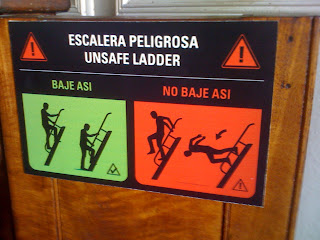 ESCALERA PELIGROSA
UNSAFE LADDER
BAJE ASI
NO BAJE ASI